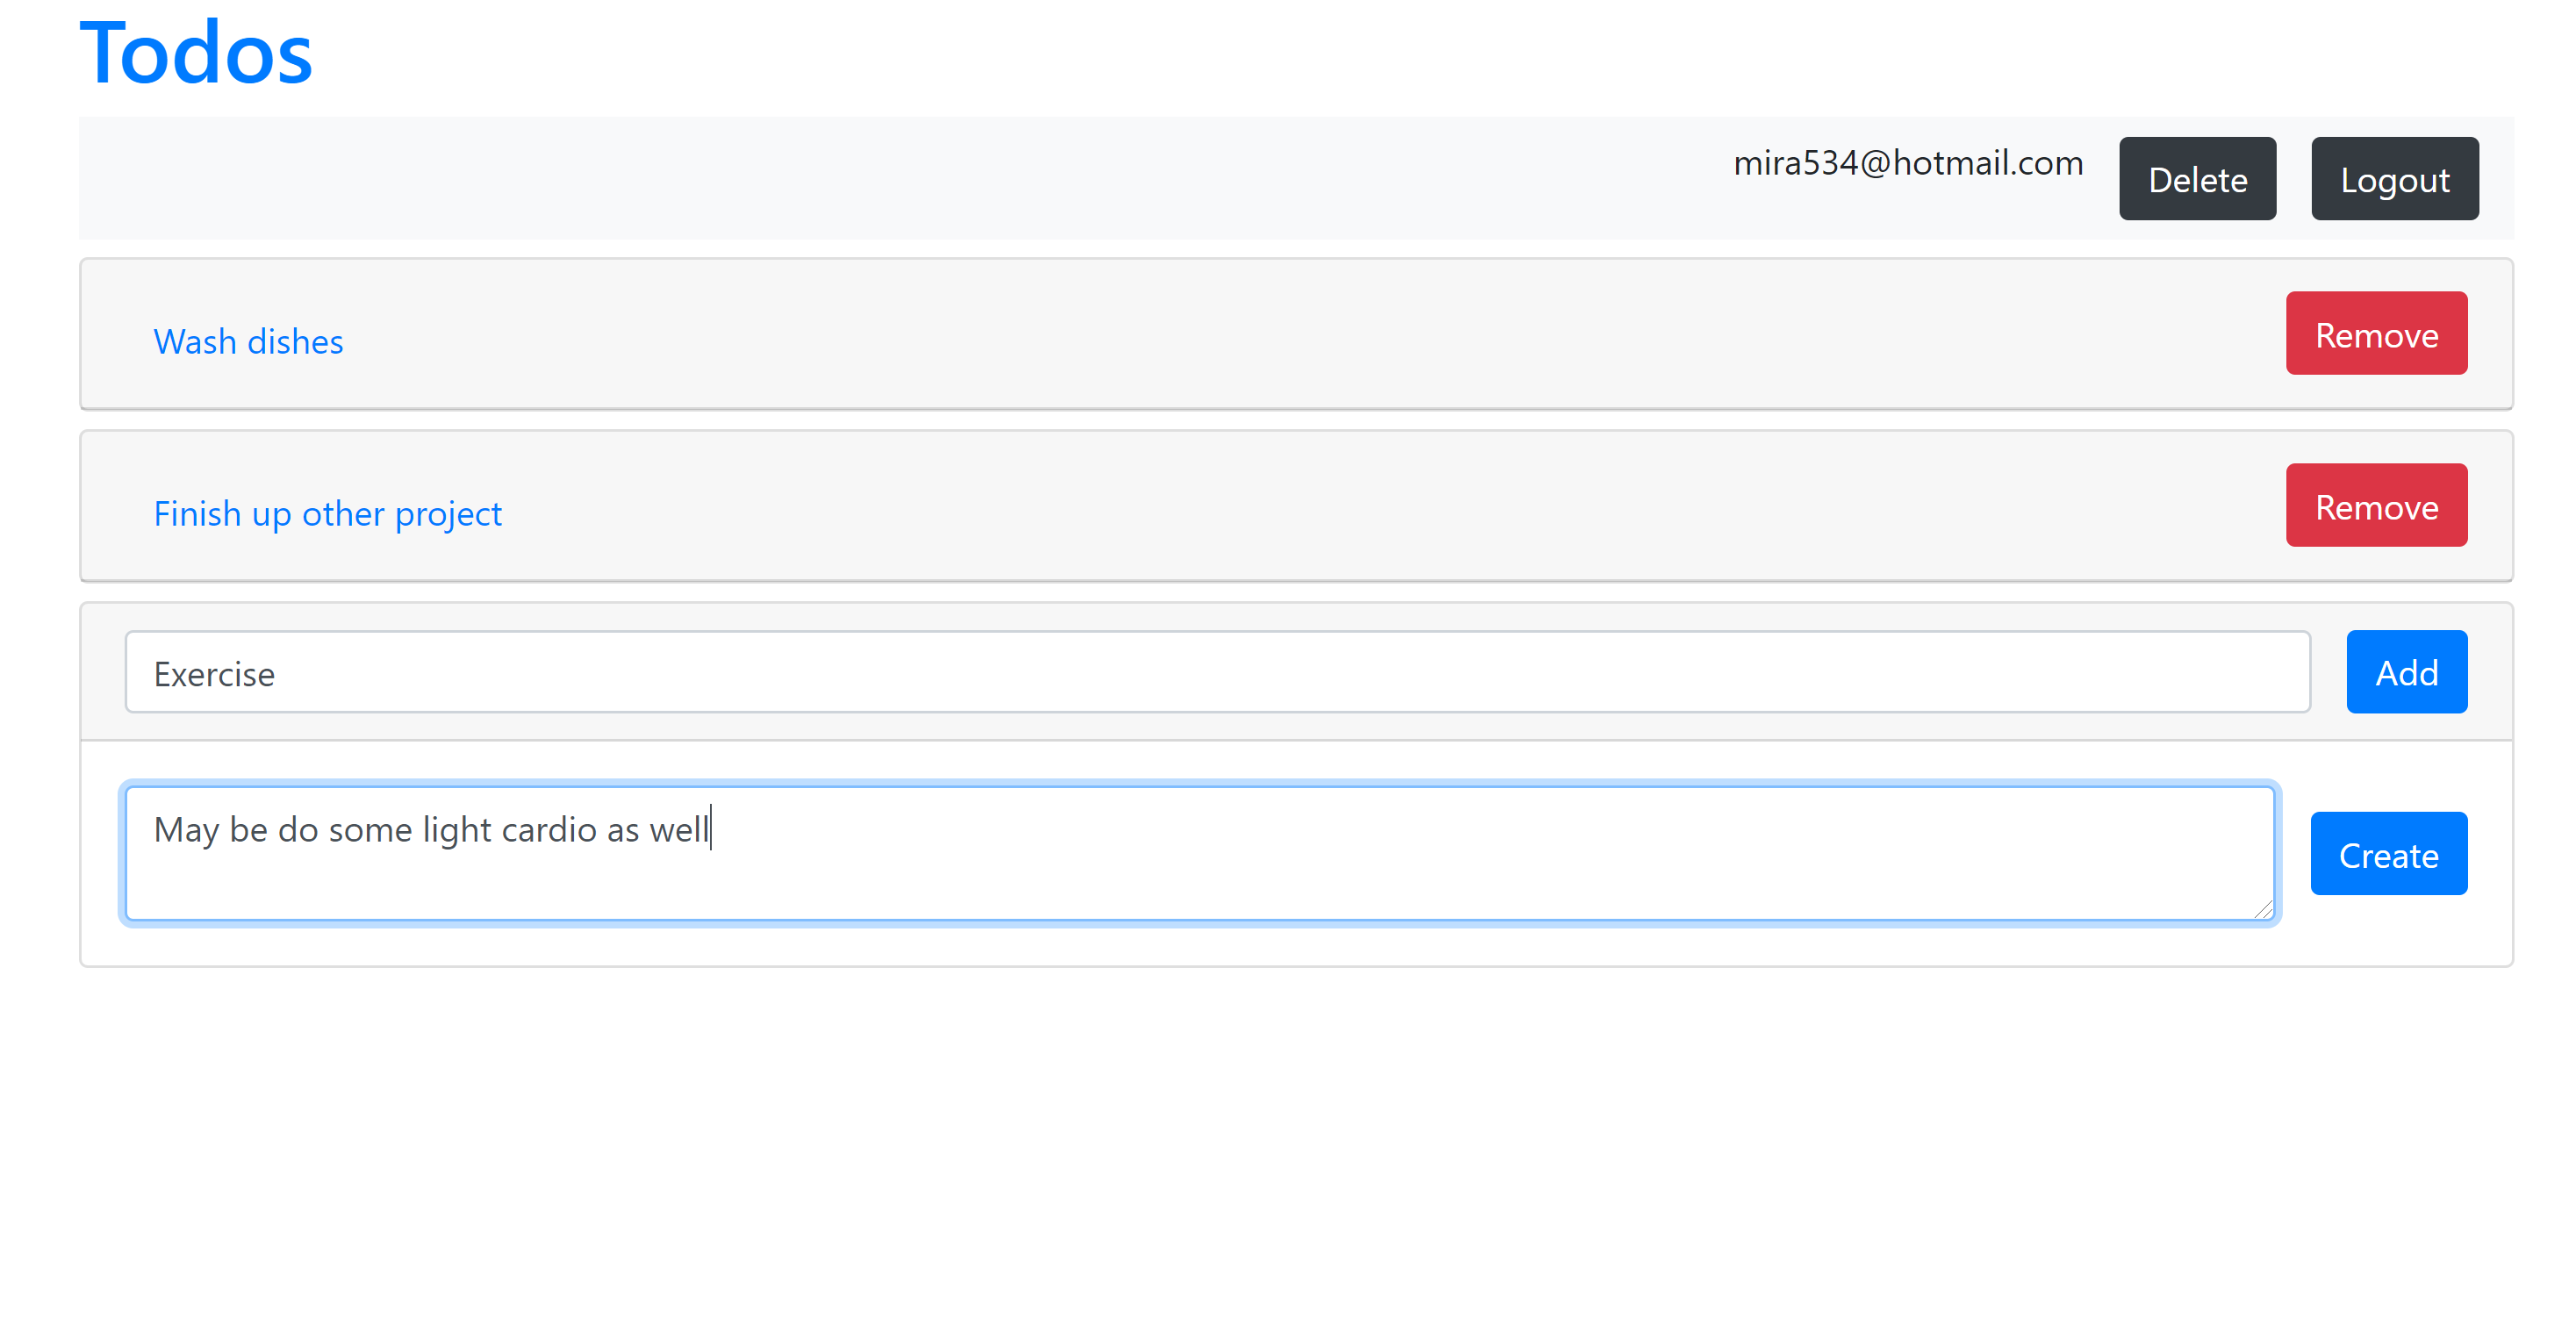 Todos
mira534@hotmail.com Delete Logout
Wash dishes Remove
Finish up other project Remove
Exercise Add
May be do some light cardio as well
Create